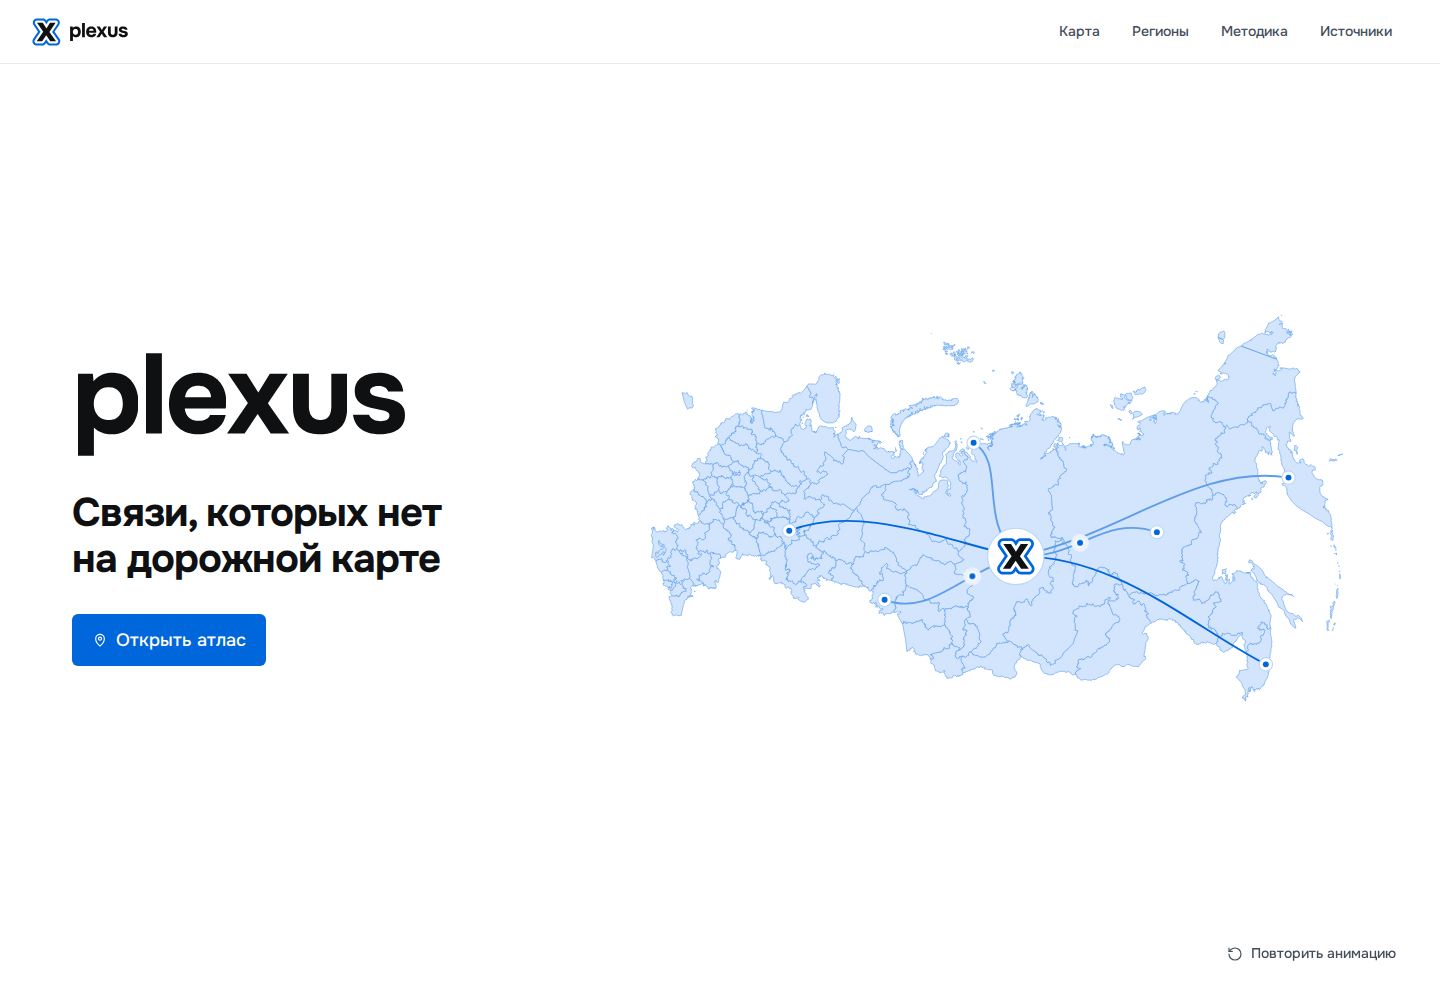 plexus
Карта
Регионы
Методика
Источники
plexus
Связи, которых нет
на дорожной карте
Открыть атлас
Повторить анимацию